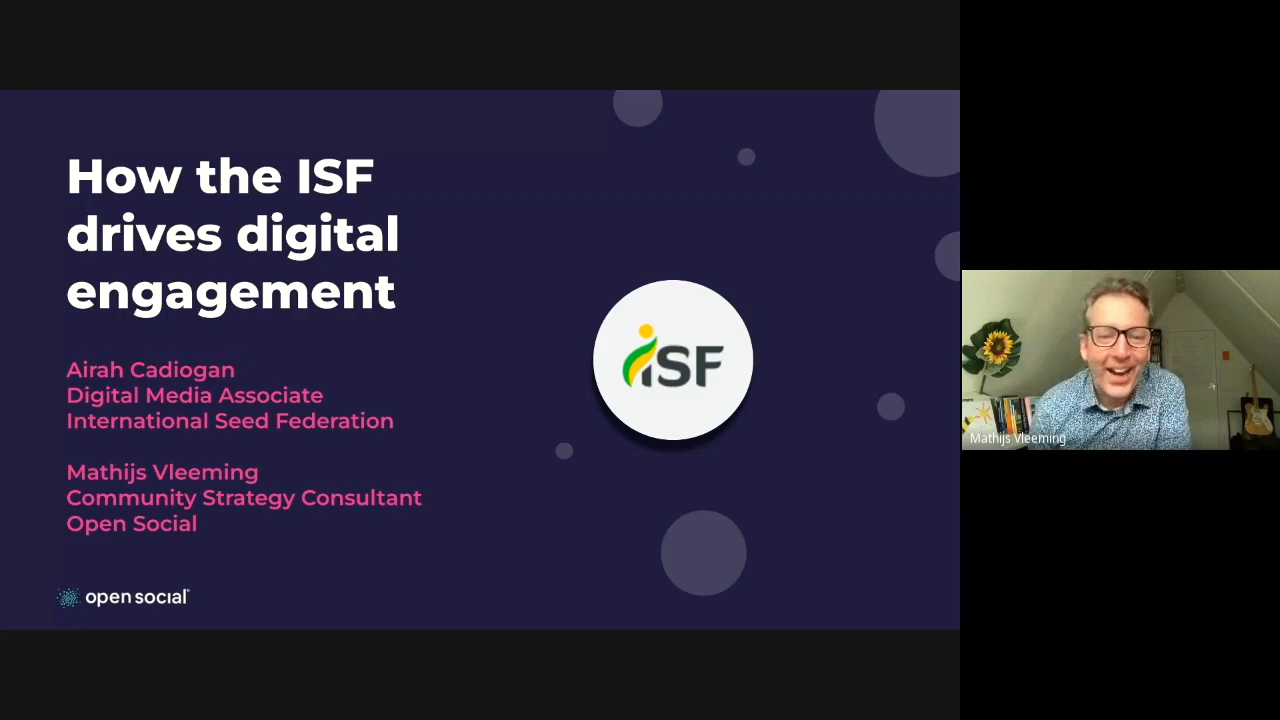 How the ISF
drives digital
engagement
Airah Cadiogan
Digital Media Associate
International Seed Federation
Mathijs Vleeming
Community Strategy Consultant
Open Social
open social
iSF
Mathijs Vleeming